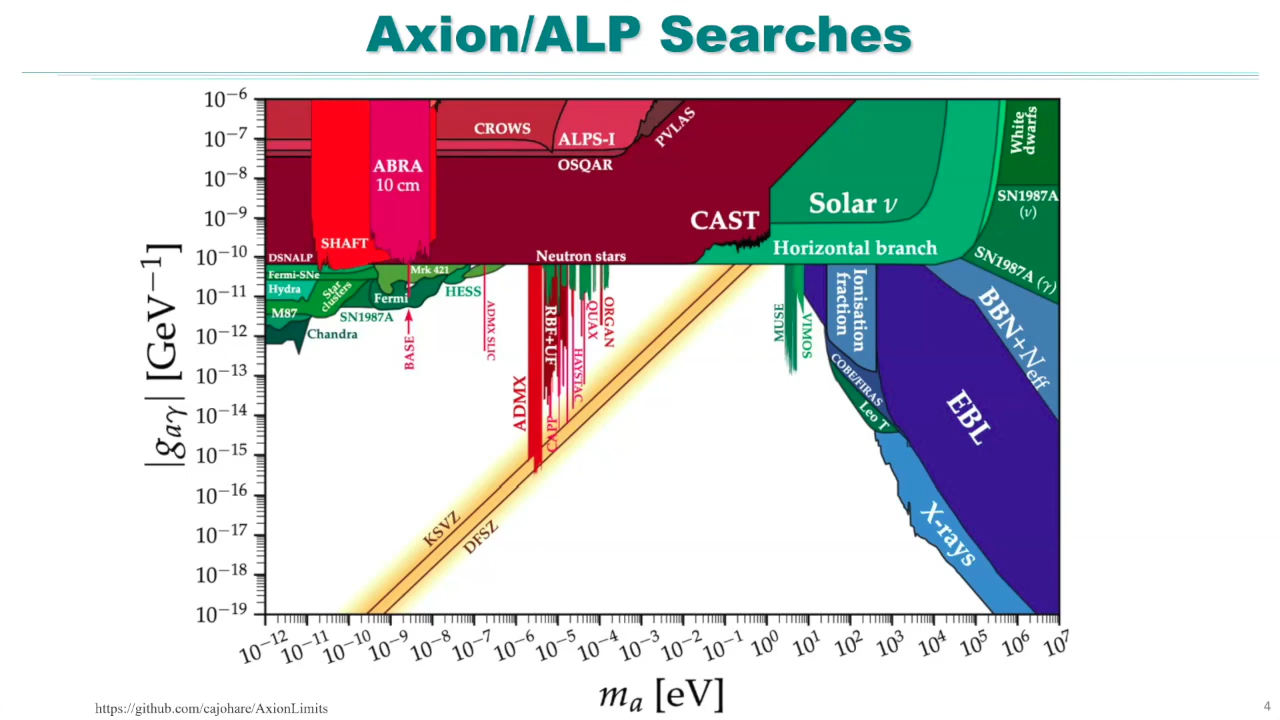 Axion/ALP Searches
10⁻⁶
10⁻⁷
10⁻⁸
10⁻⁹
10⁻¹⁰
10⁻¹¹
10⁻¹²
10⁻¹³
10⁻¹⁴
10⁻¹⁵
10⁻¹⁶
10⁻¹⁷
10⁻¹⁸
10⁻¹⁹
|gₐᵧ| [GeV⁻¹]
CROWS
ALPS-I
OSQAR
PVLAS
ABRA
10 cm
SHAFT
CAST
Solar ν
Horizontal branch
White
dwarfs
SN1987A
(ν)
SN1987A (γ)
DSNALP
Fermi-SNe
Hydra
M87
Star
clusters
Chandra
SN1987A
Fermi
Mrk 421
HESS
BASE
ADMX SLIC
Neutron stars
ADMX
RBF+UF
CAPP
HAYSTAC
QUAX
ORGAN
MUSE
VIMOS
Ionisation
fraction
COBE/FIRAS
Leo T
BBN+Neff
EBL
X-rays
KSVZ
DFSZ
10⁻¹²
10⁻¹¹
10⁻¹⁰
10⁻⁹
10⁻⁸
10⁻⁷
10⁻⁶
10⁻⁵
10⁻⁴
10⁻³
10⁻²
10⁻¹
10⁰
10¹
10²
10³
10⁴
10⁵
10⁶
10⁷
mₐ [eV]
https://github.com/cajohare/AxionLimits
4